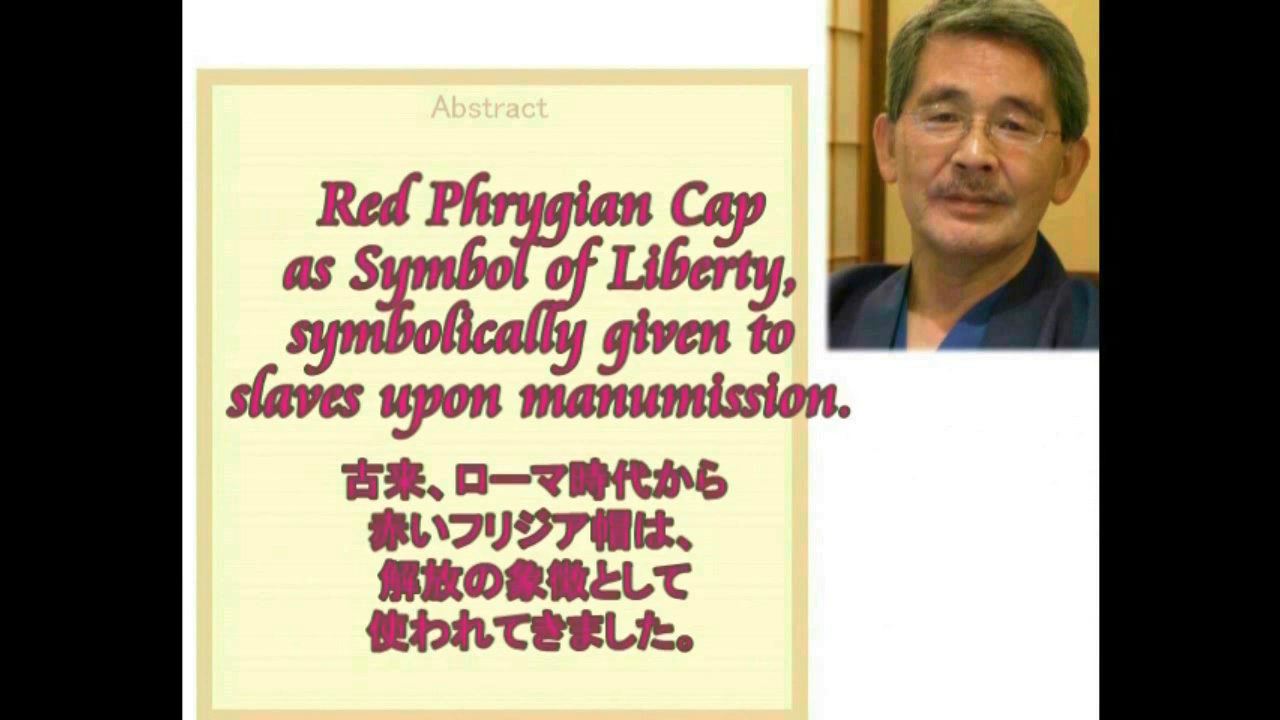 Abstract
Red Phrygian Cap
as Symbol of Liberty,
symbolically given to
slaves upon manumission.
古来、ローマ時代から
赤いフリジア帽は、
解放の象徴として
使われてきました。